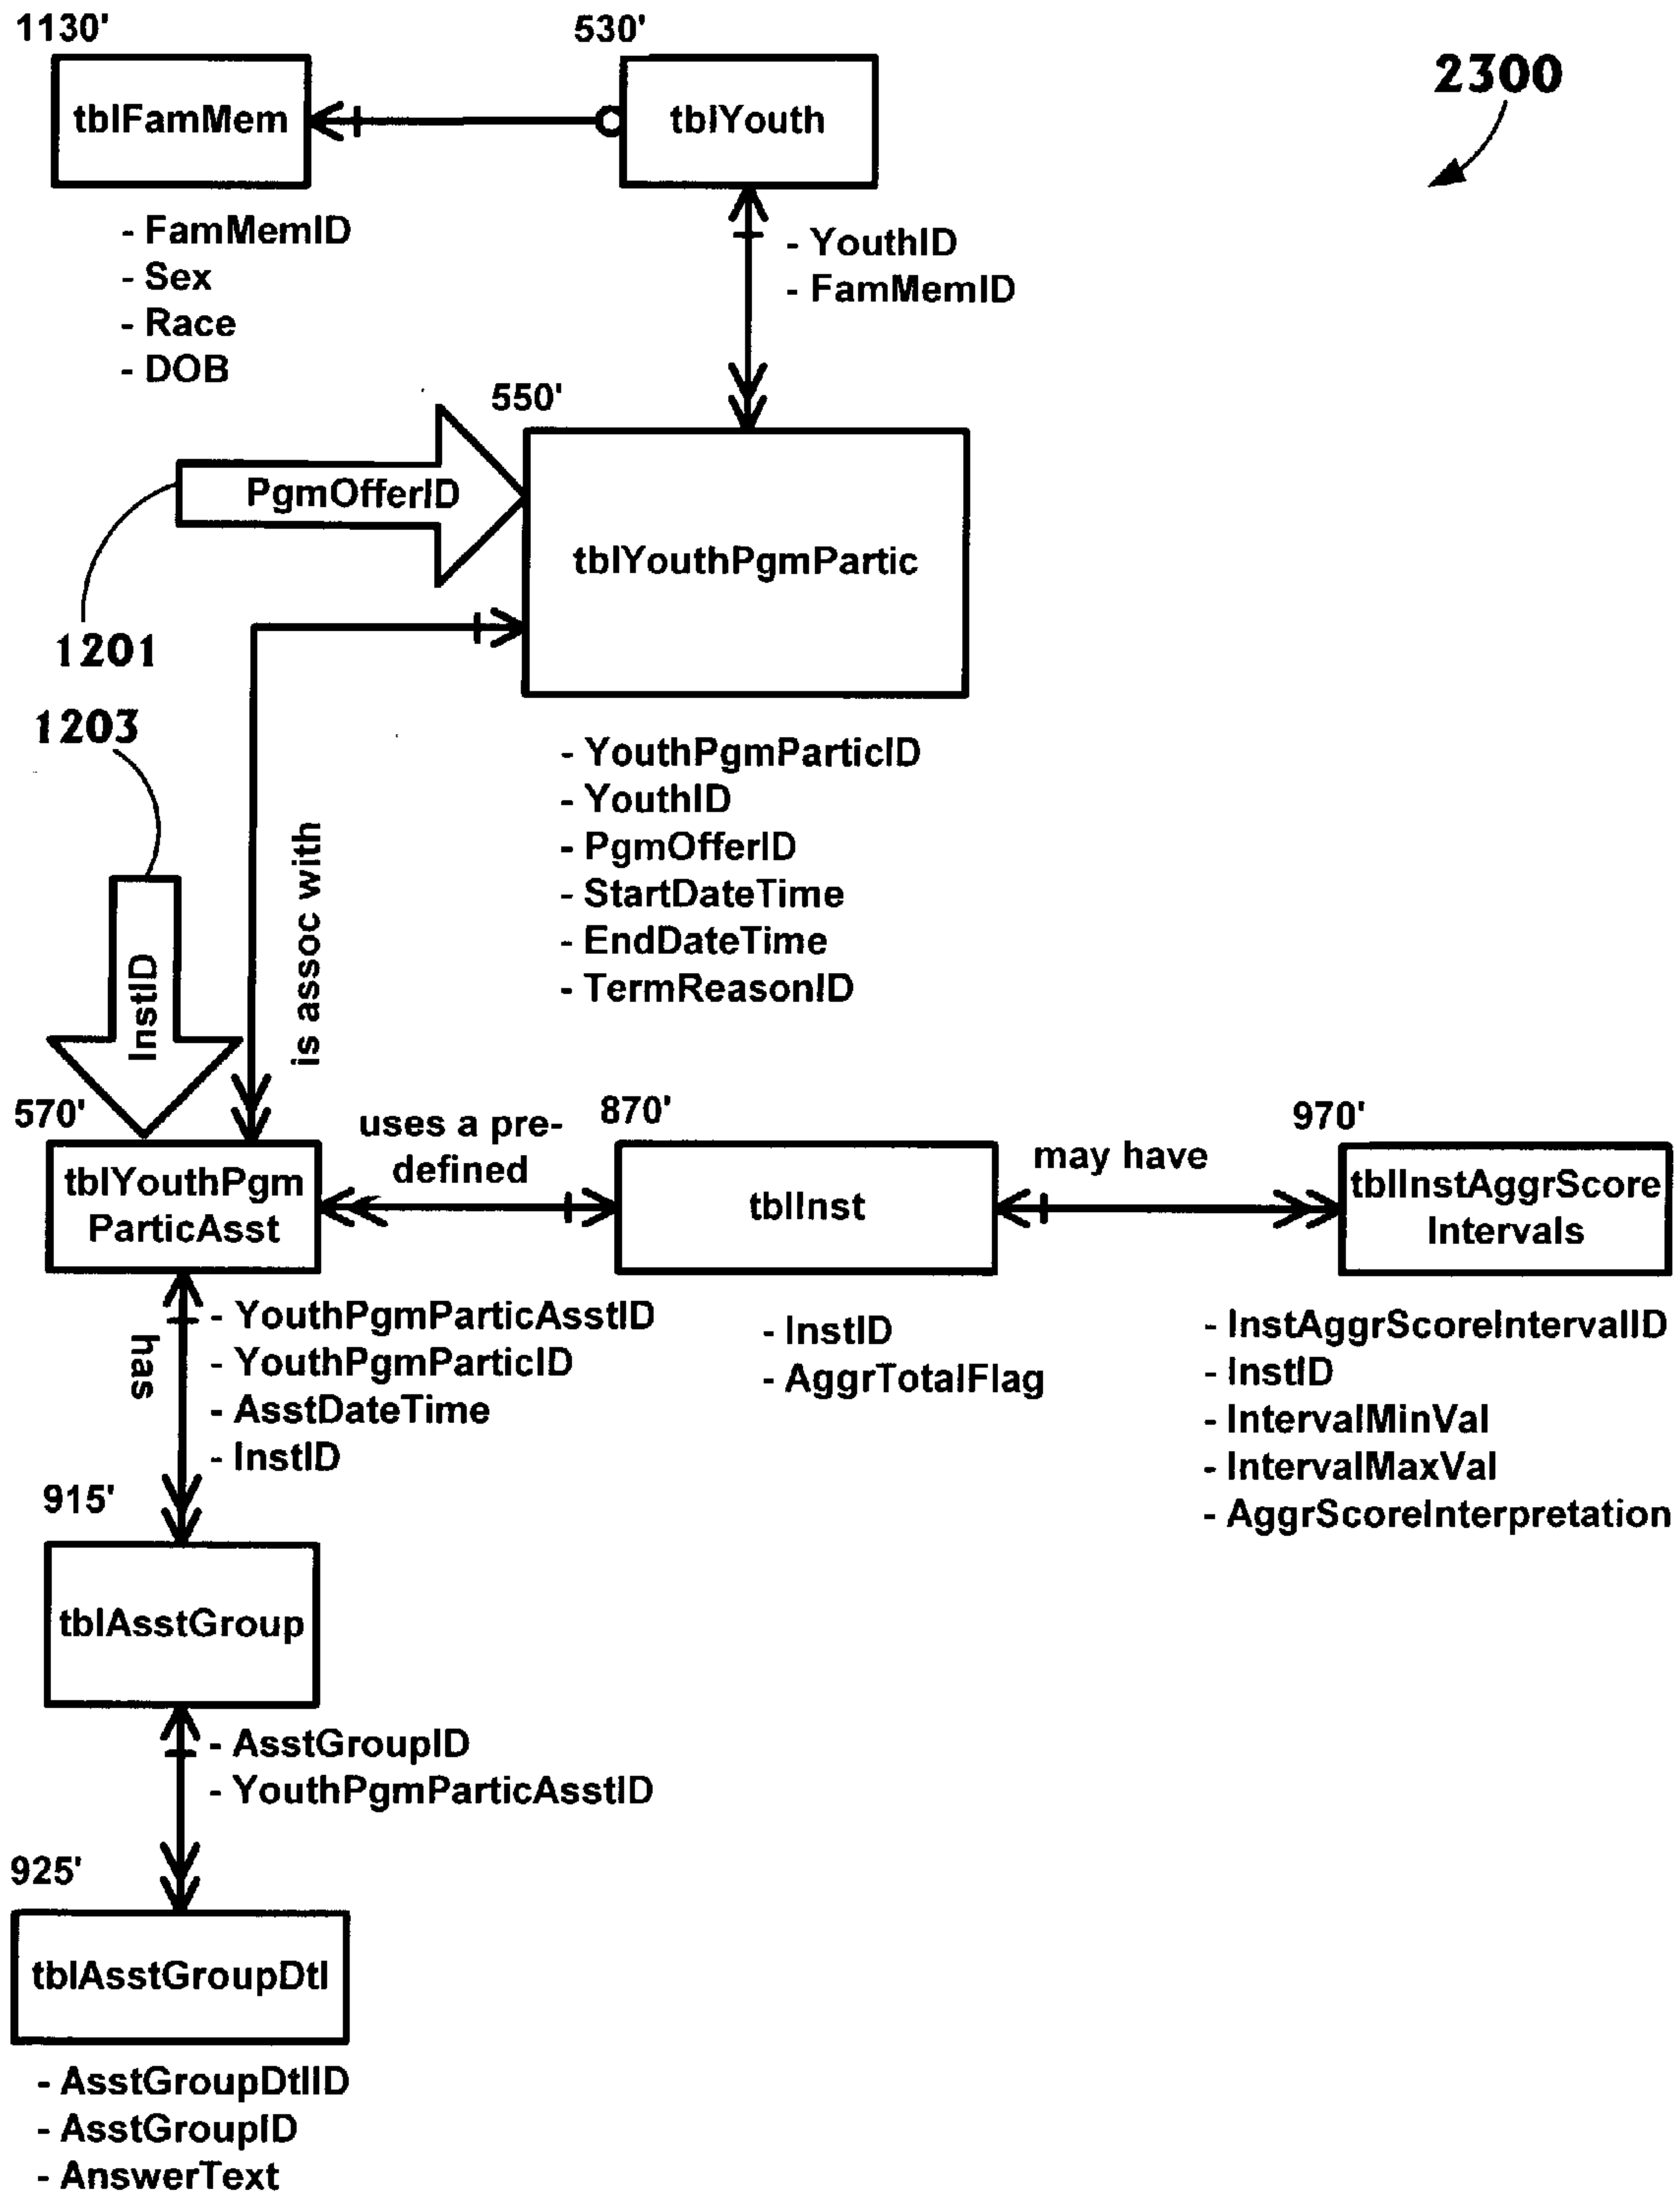 1130'
530'
2300
tblFamMem
tblYouth
- FamMemID
- Sex
- Race
- DOB
- YouthID
- FamMemID
550'
PgmOfferID
tblYouthPgmPartic
1201
1203
- YouthPgmParticID
- YouthID
- PgmOfferID
- StartDateTime
- EndDateTime
- TermReasonID
is assoc with
InstID
570'
uses a pre-
defined
870'
may have
970'
tblYouthPgm
ParticAsst
tblInst
tblInstAggrScore
Intervals
has
- YouthPgmParticAsstID
- YouthPgmParticID
- AsstDateTime
- InstID
- InstID
- AggrTotalFlag
- InstAggrScoreIntervalID
- InstID
- IntervalMinVal
- IntervalMaxVal
- AggrScoreInterpretation
915'
tblAsstGroup
- AsstGroupID
- YouthPgmParticAsstID
925'
tblAsstGroupDtl
- AsstGroupDtlID
- AsstGroupID
- AnswerText